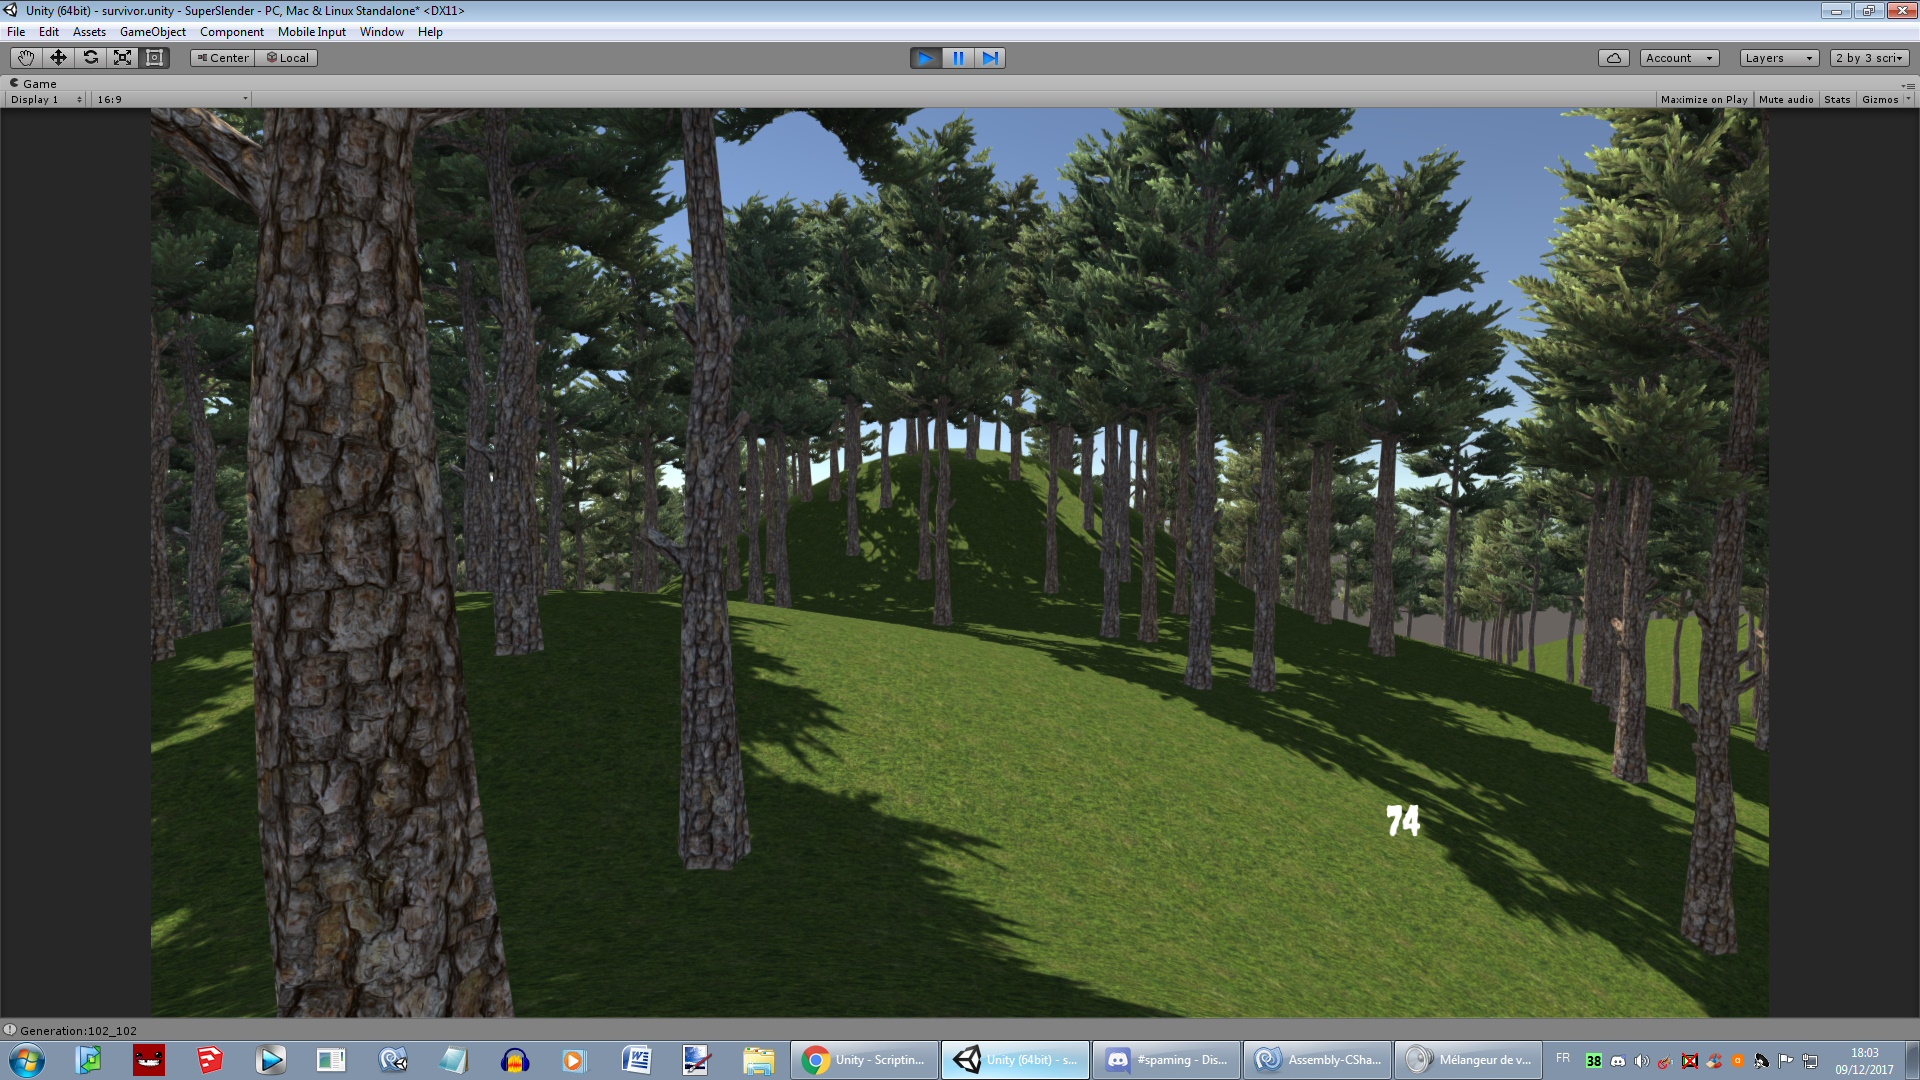 Unity (64bit) - survivor.unity - SuperSlender - PC, Mac & Linux Standalone* <DX11>
File Edit Assets GameObject Component Mobile Input Window Help
Center Local Account Layers 2 by 3 scri
Game
Display 1 16:9 Maximize on Play Mute audio Stats Gizmos
74
Generation:102_102
Unity - Scriptin... Unity (64bit) - s... #spaming - Dis... Assembly-CSha... Mélangeur de v... FR 38 18:03
09/12/2017